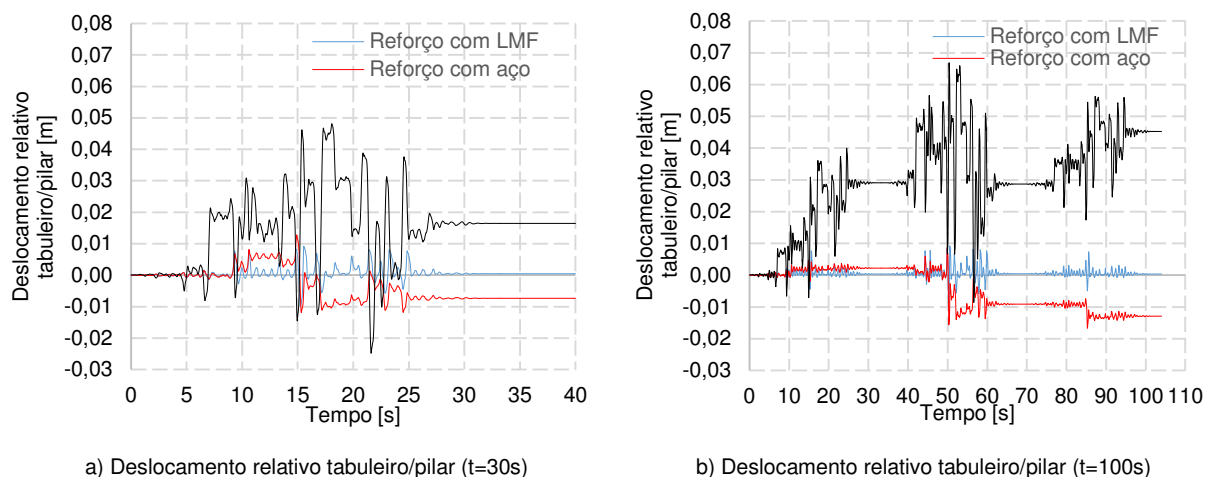 0,08
0,07
0,06
0,05
0,04
0,03
0,02
0,01
0,00
-0,01
-0,02
-0,03
Deslocamento relativo
tabuleiro/pilar [m]
Reforço com LMF
Reforço com aço
0 5 10 15 20 25 30 35 40
Tempo [s]
a) Deslocamento relativo tabuleiro/pilar (t=30s)
0,08
0,07
0,06
0,05
0,04
0,03
0,02
0,01
0,00
-0,01
-0,02
-0,03
Deslocamento relativo
tabuleiro/pilar [m]
Reforço com LMF
Reforço com aço
0 10 20 30 40 50 60 70 80 90 100 110
Tempo [s]
b) Deslocamento relativo tabuleiro/pilar (t=100s)